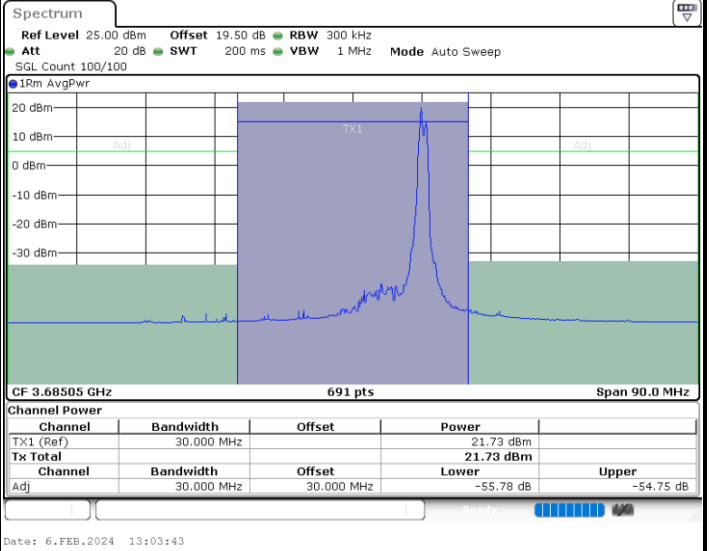 Spectrum
Ref Level 25.00 dBm Offset 19.50 dB RBW 300 kHz
Att 20 dB SWT 200 ms VBW 1 MHz Mode Auto Sweep
SGL Count 100/100
1Rm AvgPwr
20 dBm
TX1
10 dBm
Adj Adj
0 dBm
-10 dBm
-20 dBm
-30 dBm
CF 3.68505 GHz 691 pts Span 90.0 MHz
Channel Power
Channel Bandwidth Offset Power
TX1 (Ref) 30.000 MHz 21.73 dBm
Tx Total 21.73 dBm
Channel Bandwidth Offset Lower Upper
Adj 30.000 MHz 30.000 MHz -55.78 dB -54.75 dB
Ready
Date: 6.FEB.2024 13:03:43